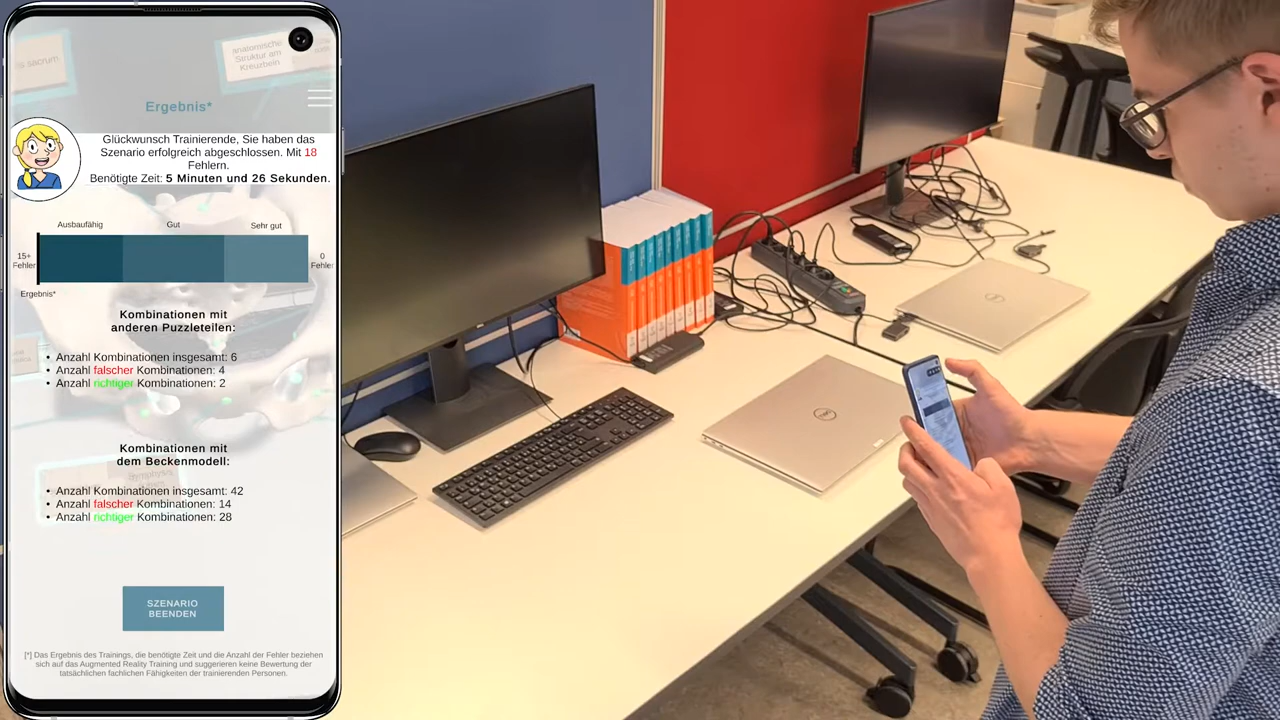 sacrum
anatomische
Struktur am
Kreuzbein
Ergebnis*
Glückwunsch Trainierende, Sie haben das
Szenario erfolgreich abgeschlossen. Mit 18
Fehlern.
Benötigte Zeit: 5 Minuten und 26 Sekunden.
Ausbaufähig Gut Sehr gut
15+ 0
Fehler Fehler
Ergebnis*
Kombinationen mit
anderen Puzzleteilen:
• Anzahl Kombinationen insgesamt: 6
• Anzahl falscher Kombinationen: 4
• Anzahl richtiger Kombinationen: 2
Kombinationen mit
dem Beckenmodell:
• Anzahl Kombinationen insgesamt: 42
• Anzahl falscher Kombinationen: 14
• Anzahl richtiger Kombinationen: 28
SZENARIO
BEENDEN
[*] Das Ergebnis des Trainings, die benötigte Zeit und die Anzahl der Fehler beziehen
sich auf das Augmented Reality Training und suggerieren keine Bewertung der
tatsächlichen fachlichen Fähigkeiten der trainierenden Personen.
DELL
DELL